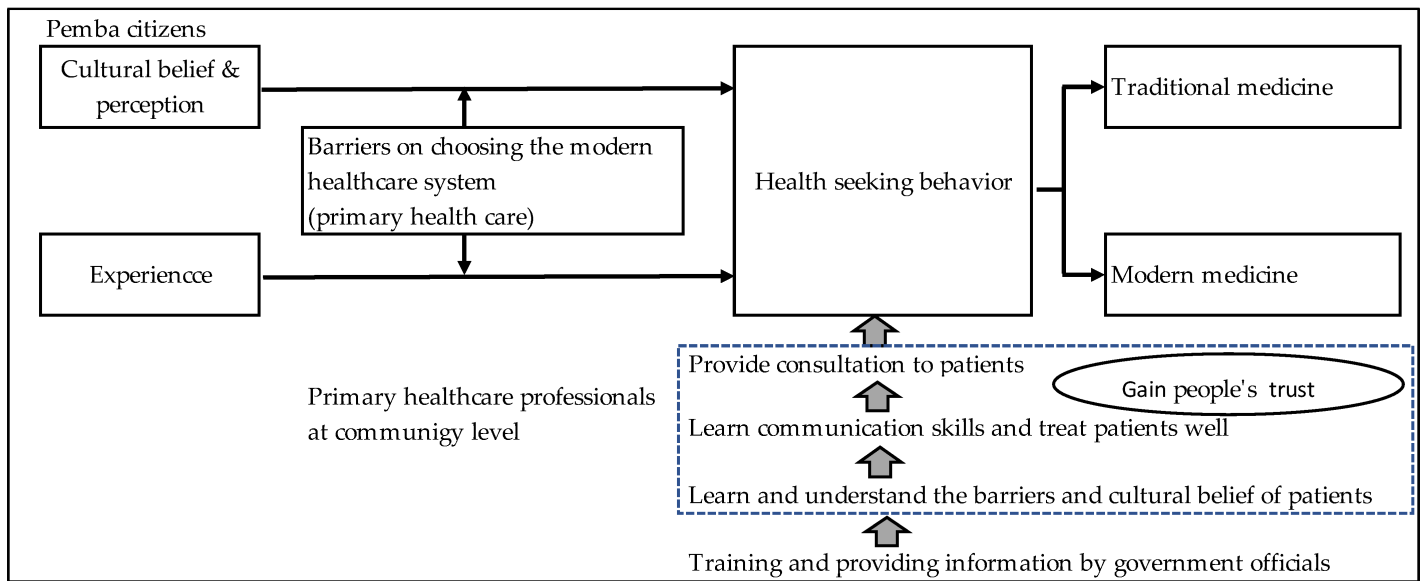 Pemba citizens
Cultural belief &
perception
Barriers on choosing the modern
healthcare system
(primary health care)
Experiencce
Health seeking behavior
Traditional medicine
Modern medicine
Primary healthcare professionals
at communigy level
Provide consultation to patients
Gain people's trust
Learn communication skills and treat patients well
Learn and understand the barriers and cultural belief of patients
Training and providing information by government officials